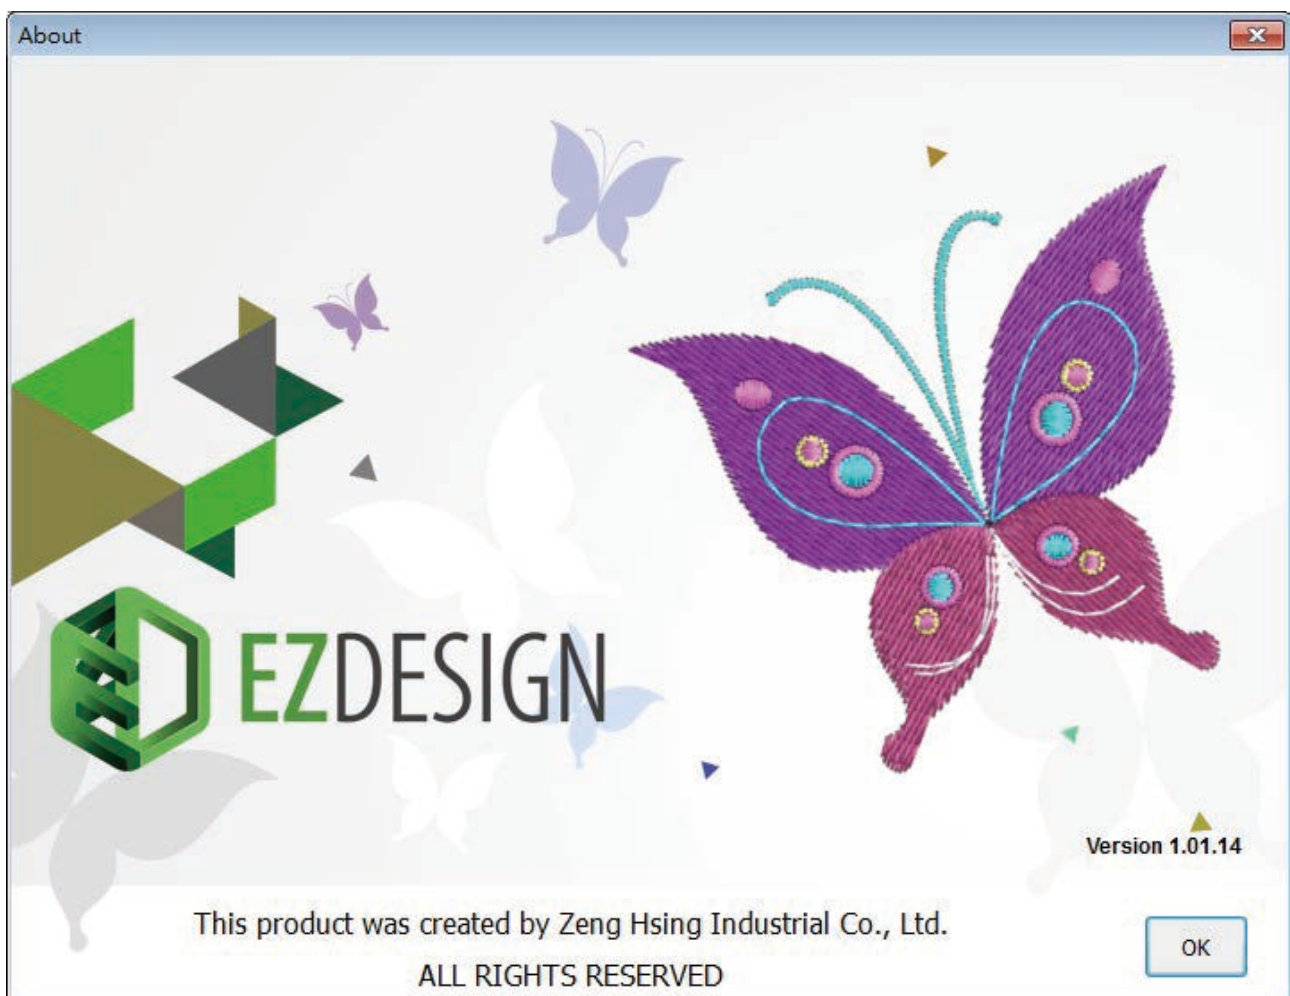 About
EZDESIGN
Version 1.01.14
This product was created by Zeng Hsing Industrial Co., Ltd.
OK
ALL RIGHTS RESERVED